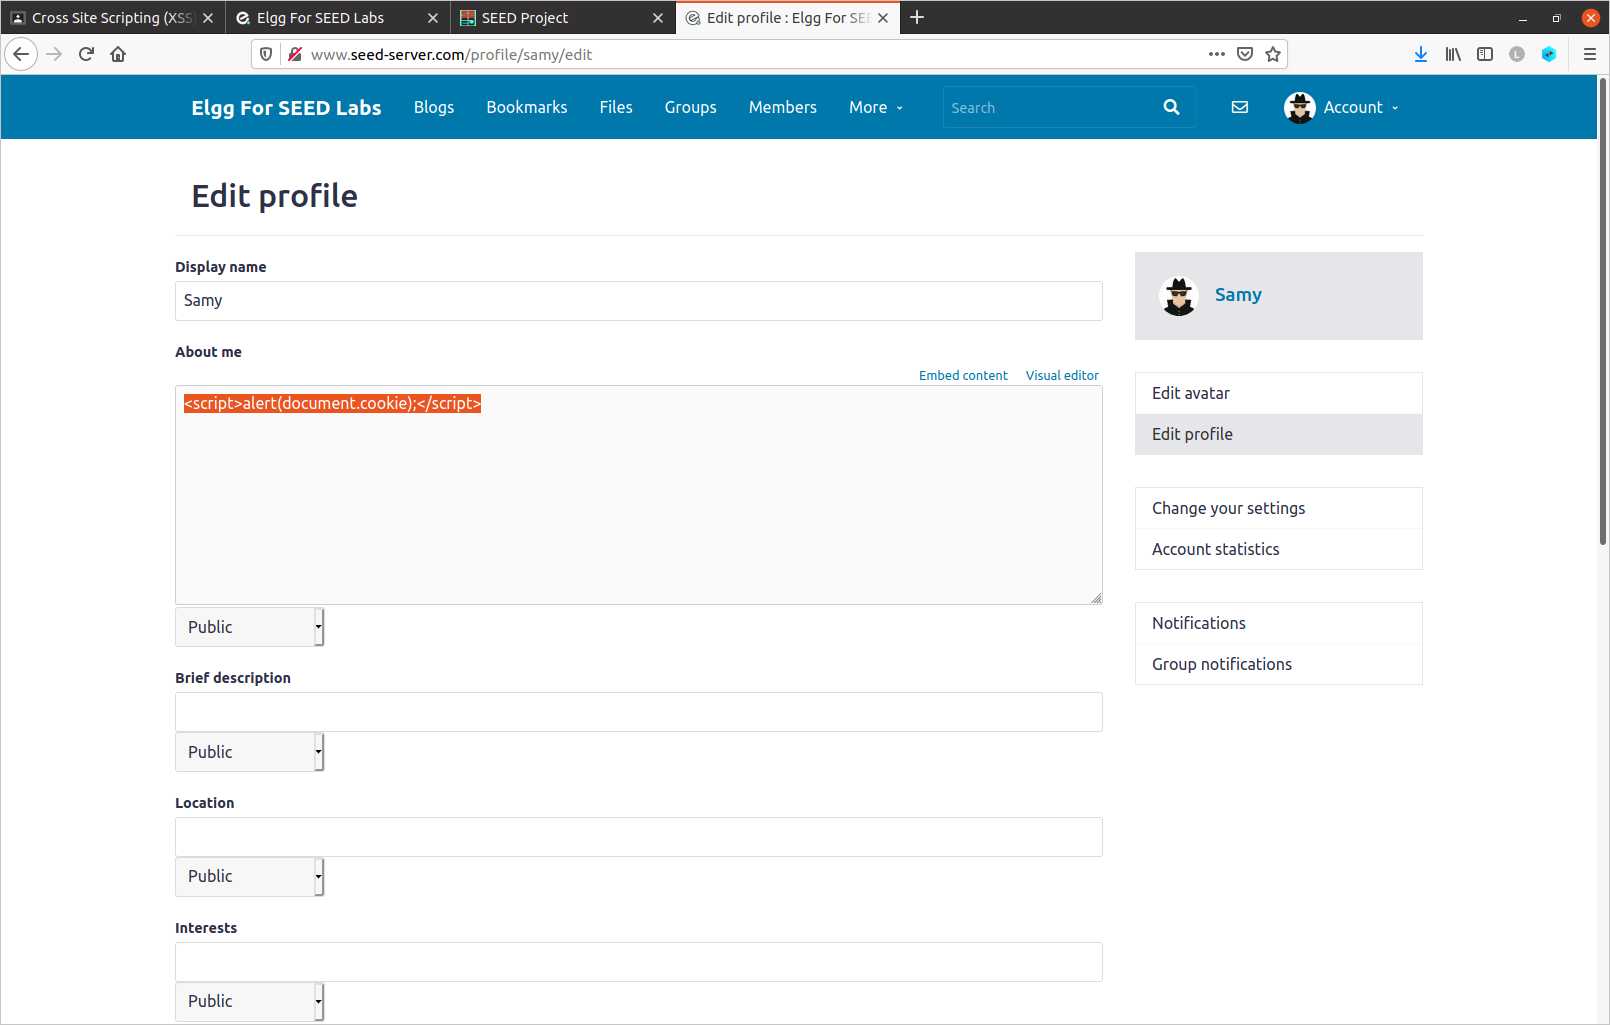 Cross Site Scripting (XSS
Elgg For SEED Labs
SEED Project
Edit profile : Elgg For SEE
www.seed-server.com/profile/samy/edit
L
Elgg For SEED Labs
Blogs
Bookmarks
Files
Groups
Members
More
Search
Account
Edit profile
Display name
Samy
About me
Embed content
Visual editor
<script>alert(document.cookie);</script>
Public
Brief description
Public
Location
Public
Interests
Public
Samy
Edit avatar
Edit profile
Change your settings
Account statistics
Notifications
Group notifications